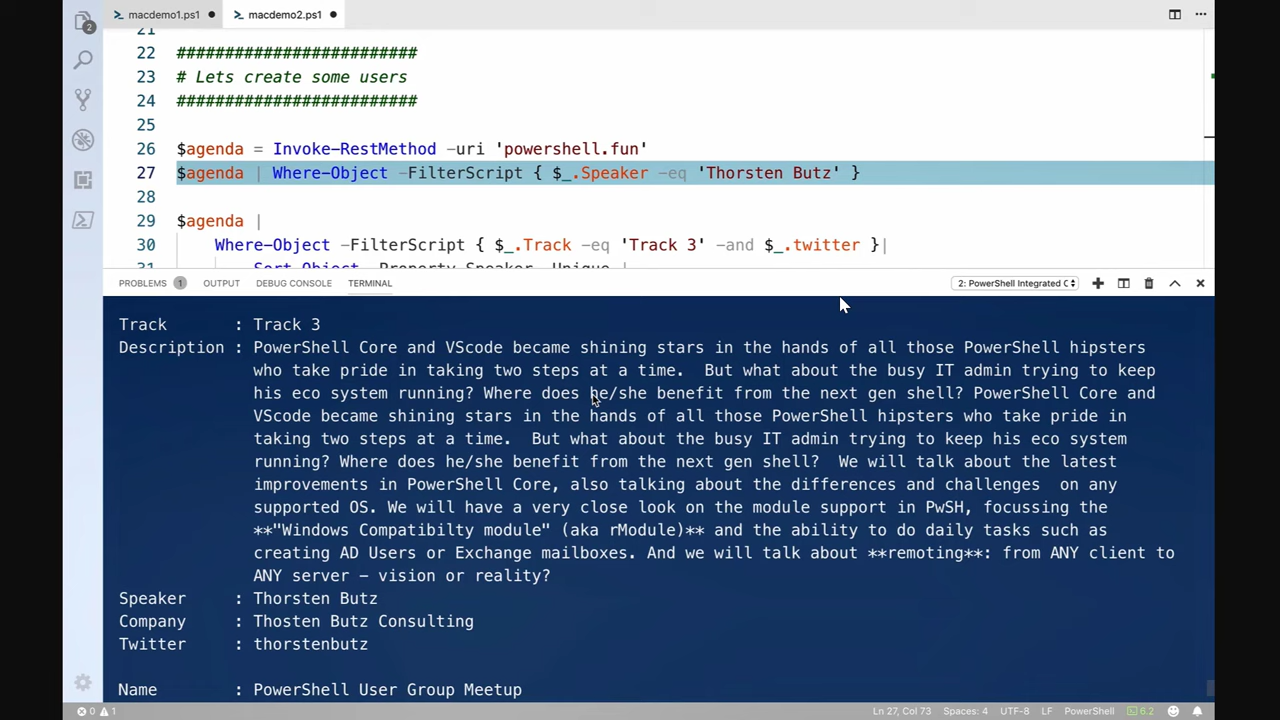 macdemo1.ps1
macdemo2.ps1
2
21
22 #########################
23 # Lets create some users
24 #########################
25
26 $agenda = Invoke-RestMethod -uri 'powershell.fun'
27 $agenda | Where-Object -FilterScript { $_.Speaker -eq 'Thorsten Butz' }
28
29 $agenda |
30 Where-Object -FilterScript { $_.Track -eq 'Track 3' -and $_.twitter }|
31 Sort-Object -Property Speaker -Unique |
PROBLEMS 1 OUTPUT DEBUG CONSOLE TERMINAL 2: PowerShell Integrated C
Track : Track 3
Description : PowerShell Core and VScode became shining stars in the hands of all those PowerShell hipsters
who take pride in taking two steps at a time.  But what about the busy IT admin trying to keep
his eco system running? Where does he/she benefit from the next gen shell? PowerShell Core and
VScode became shining stars in the hands of all those PowerShell hipsters who take pride in
taking two steps at a time.  But what about the busy IT admin trying to keep his eco system
running? Where does he/she benefit from the next gen shell?  We will talk about the latest
improvements in PowerShell Core, also talking about the differences and challenges  on any
supported OS. We will have a very close look on the module support in PwSH, focussing the
**"Windows Compatibilty module" (aka rModule)** and the ability to do daily tasks such as
creating AD Users or Exchange mailboxes. And we will talk about **remoting**: from ANY client to
ANY server – vision or reality?
Speaker : Thorsten Butz
Company : Thosten Butz Consulting
Twitter : thorstenbutz
Name : PowerShell User Group Meetup
0 1 Ln 27, Col 73 Spaces: 4 UTF-8 LF PowerShell 6.2